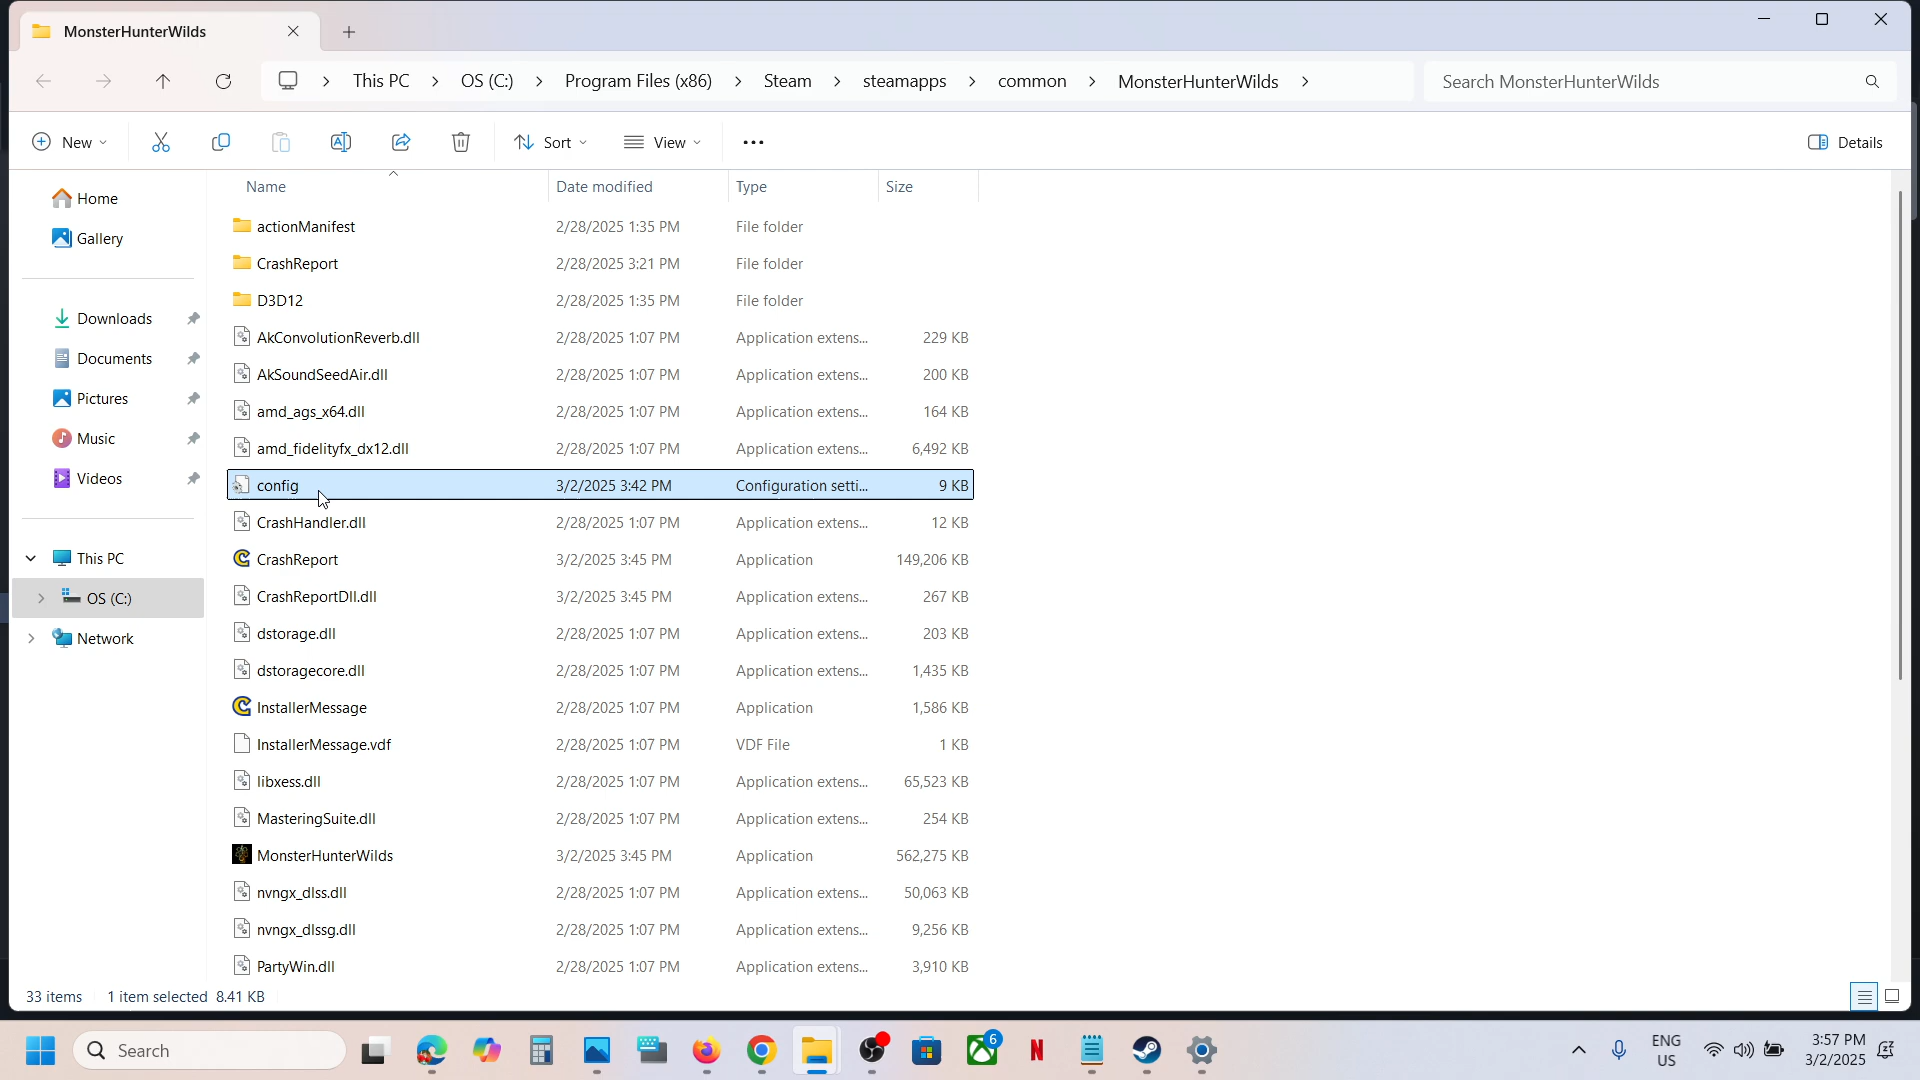 MonsterHunterWilds
This PC > OS (C:) > Program Files (x86) > Steam > steamapps > common > MonsterHunterWilds >
Search MonsterHunterWilds
New
Sort
View
Details
Home
Gallery
Downloads
Documents
Pictures
Music
Videos
This PC
OS (C:)
Network
Name Date modified Type Size
actionManifest 2/28/2025 1:35 PM File folder
CrashReport 2/28/2025 3:21 PM File folder
D3D12 2/28/2025 1:35 PM File folder
AkConvolutionReverb.dll 2/28/2025 1:07 PM Application extens... 229 KB
AkSoundSeedAir.dll 2/28/2025 1:07 PM Application extens... 200 KB
amd_ags_x64.dll 2/28/2025 1:07 PM Application extens... 164 KB
amd_fidelityfx_dx12.dll 2/28/2025 1:07 PM Application extens... 6,492 KB
config 3/2/2025 3:42 PM Configuration setti... 9 KB
CrashHandler.dll 2/28/2025 1:07 PM Application extens... 12 KB
CrashReport 3/2/2025 3:45 PM Application 149,206 KB
CrashReportDll.dll 3/2/2025 3:45 PM Application extens... 267 KB
dstorage.dll 2/28/2025 1:07 PM Application extens... 203 KB
dstoragecore.dll 2/28/2025 1:07 PM Application extens... 1,435 KB
InstallerMessage 2/28/2025 1:07 PM Application 1,586 KB
InstallerMessage.vdf 2/28/2025 1:07 PM VDF File 1 KB
libxess.dll 2/28/2025 1:07 PM Application extens... 65,523 KB
MasteringSuite.dll 2/28/2025 1:07 PM Application extens... 254 KB
MonsterHunterWilds 3/2/2025 3:45 PM Application 562,275 KB
nvngx_dlss.dll 2/28/2025 1:07 PM Application extens... 50,063 KB
nvngx_dlssg.dll 2/28/2025 1:07 PM Application extens... 9,256 KB
PartyWin.dll 2/28/2025 1:07 PM Application extens... 3,910 KB
33 items 1 item selected 8.41 KB
Search
6
N
ENG
US
3:57 PM
3/2/2025